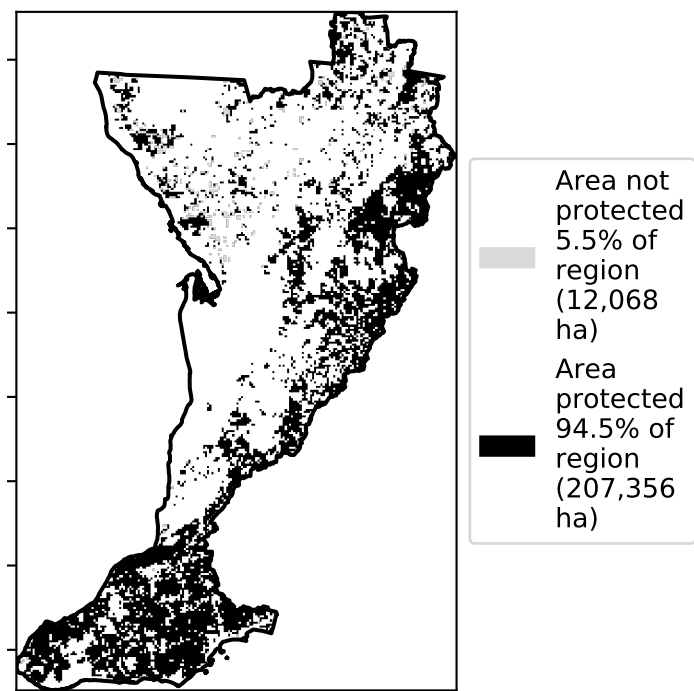 Area not
protected
5.5% of
region
(12,068
ha)
Area
protected
94.5% of
region
(207,356
ha)